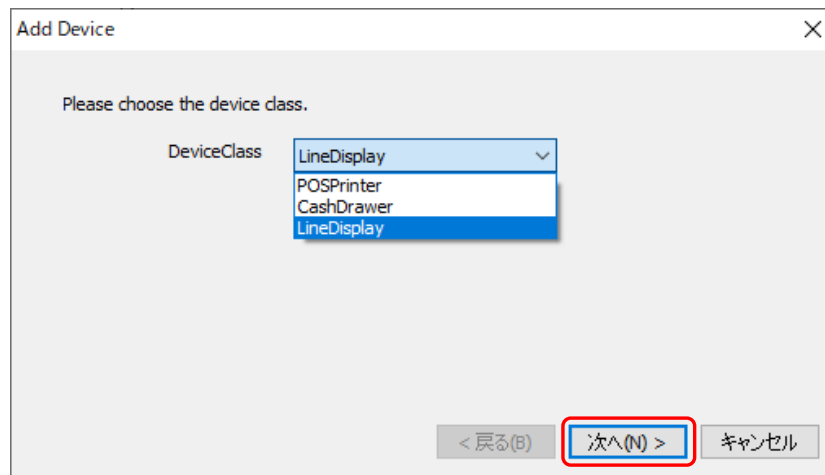 Add Device
Please choose the device class.
DeviceClass
LineDisplay
POSPrinter
CashDrawer
LineDisplay
< 戻る(B)
次へ(N) >
キャンセル